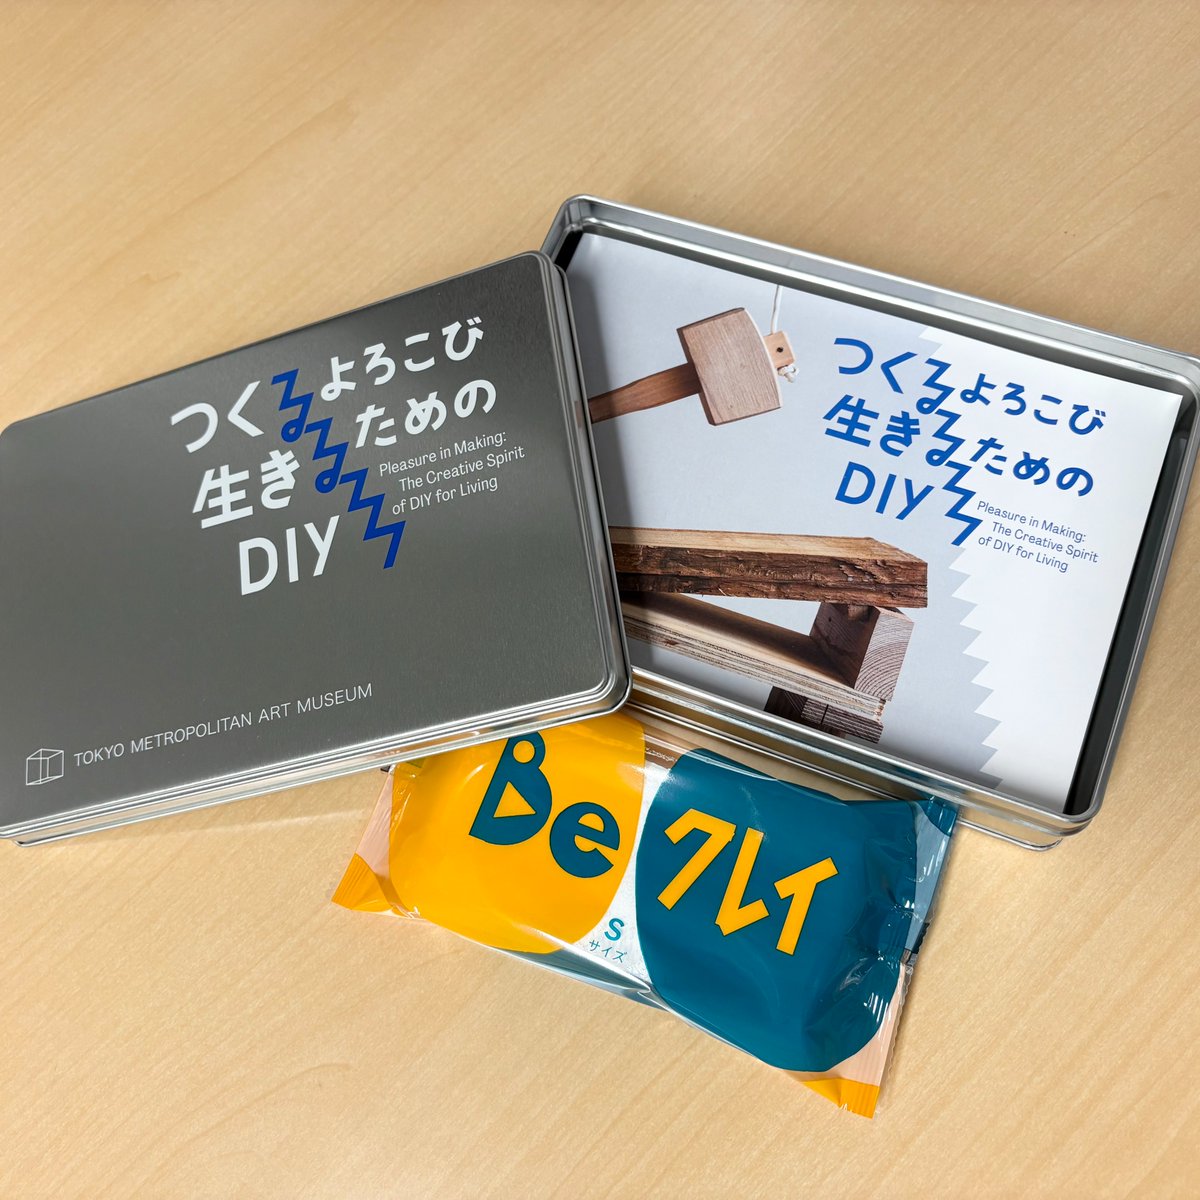 つくるよろこび
生きるための
DIY
Pleasure in Making:
The Creative Spirit
of DIY for Living
TOKYO METROPOLITAN ART MUSEUM
つくるよろこび
生きるための
DIY
Pleasure in Making:
The Creative Spirit
of DIY for Living
Be クレイ
S
サイズ